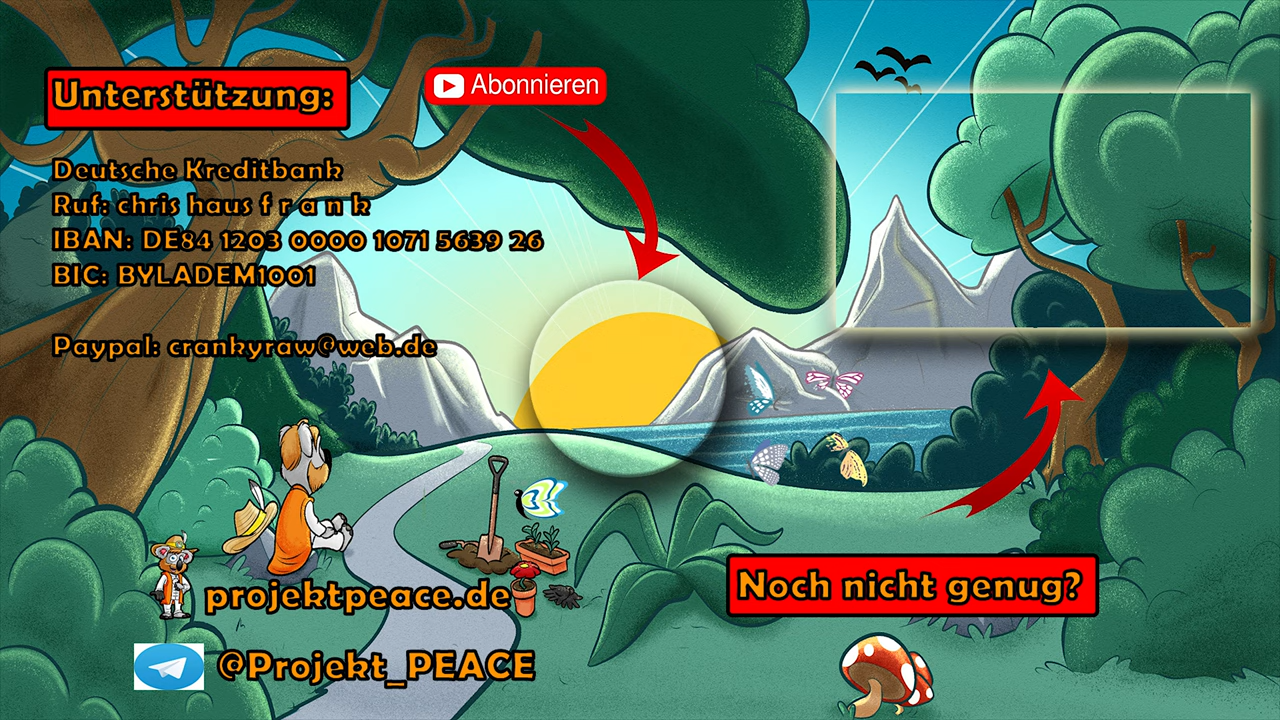 Unterstützung:
Abonnieren
Deutsche Kreditbank
Ruf: chris haus f r a n k
IBAN: DE84 1203 0000 1071 5639 26
BIC: BYLADEM1001
Paypal: crankyraw@web.de
projektpeace.de
@Projekt_PEACE
Noch nicht genug?